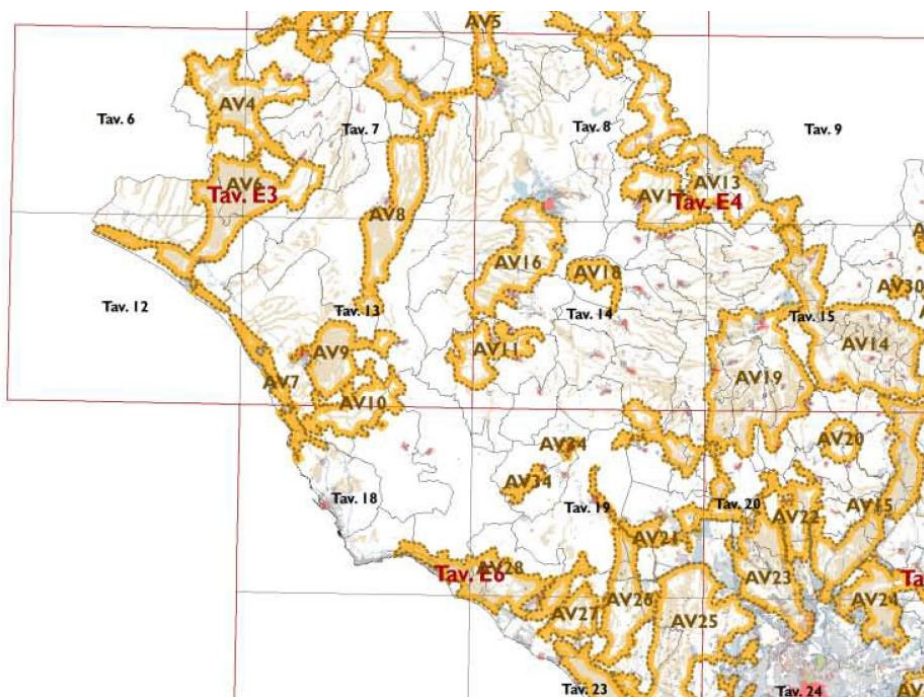 AV5
AV4
Tav. 6
Tav. 7
Tav. 8
Tav. 9
AV6
AV13
Tav. E3
Tav. E4
AV8
AV16
AV18
AV30
Tav. 12
Tav. 13
Tav. 14
Tav. 15
AV9
AV11
AV14
AV7
AV19
AV10
AV34
AV20
AV34
Tav. 18
Tav. 19
Tav. 20
AV22
AV15
AV21
AV28
Tav. E6
AV23
AV27
AV26
AV25
AV24
Tav. 23
Tav. 24